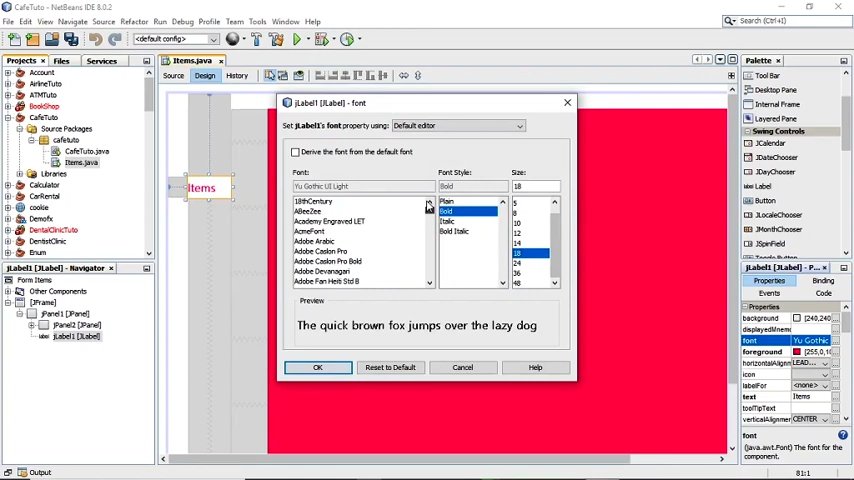 CafeTuto - NetBeans IDE 8.0.2
File Edit View Navigate Source Refactor Run Debug Profile Team Tools Window Help
Search (Ctrl+I)
<default config>
Projects Files Services
Account
AirlineTuto
ATMTuto
BookShop
CafeTuto
Source Packages
cafetuto
CafeTuto.java
Items.java
Libraries
Calculator
CarRental
cookie
Demofx
DentalClinicTuto
DentistClinic
Enum
jLabel1 [JLabel] - Navigator
Form Items
Other Components
[JFrame]
jPanel1 [JPanel]
jPanel2 [JPanel]
jLabel1 [JLabel]
Output
Items.java
Source Design History
Items
jLabel1 [JLabel] - font
Set jLabel1's font property using: Default editor
Derive the font from the default font
Font: Font Style: Size:
Yu Gothic UI Light Bold 18
18thCentury
ABeeZee
Academy Engraved LET
AcmeFont
Adobe Arabic
Adobe Caslon Pro
Adobe Caslon Pro Bold
Adobe Devanagari
Adobe Fan Heiti Std B
Plain
Bold
Italic
Bold Italic
5
8
10
12
14
18
24
36
48
Preview
The quick brown fox jumps over the lazy dog
OK Reset to Default Cancel Help
Palette
Tool Bar
Desktop Pane
Internal Frame
Layered Pane
Swing Controls
JCalendar
JDateChooser
JDayChooser
Label
Button
JMonthChooser
JSpinField
jLabel1 [JLabel] - P...
Properties Binding
Events Code
Properties
background [240,240
displayedMnemo
font Yu Gothic
foreground [255,0,
horizontalAlignm LEAD...
icon
labelFor <none>
text Items
toolTipText
verticalAlignme CENTER
font
(java.awt.Font) The font for the component.
81:1